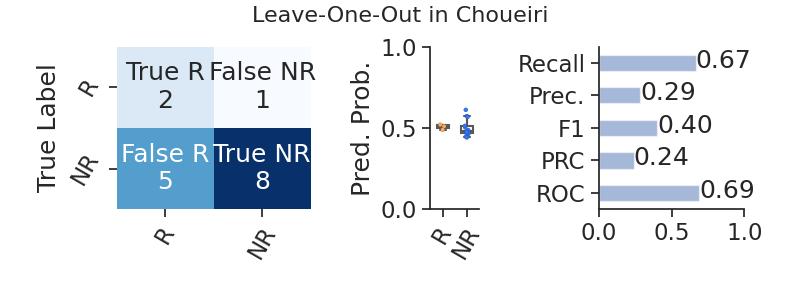 Leave-One-Out in Choueiri
True Label
R
NR
True R
2
False NR
1
False R
5
True NR
8
R
NR
Pred. Prob.
1.0
0.5
0.0
R
NR
Recall
0.67
Prec.
0.29
F1
0.40
PRC
0.24
ROC
0.69
0.0
0.5
1.0